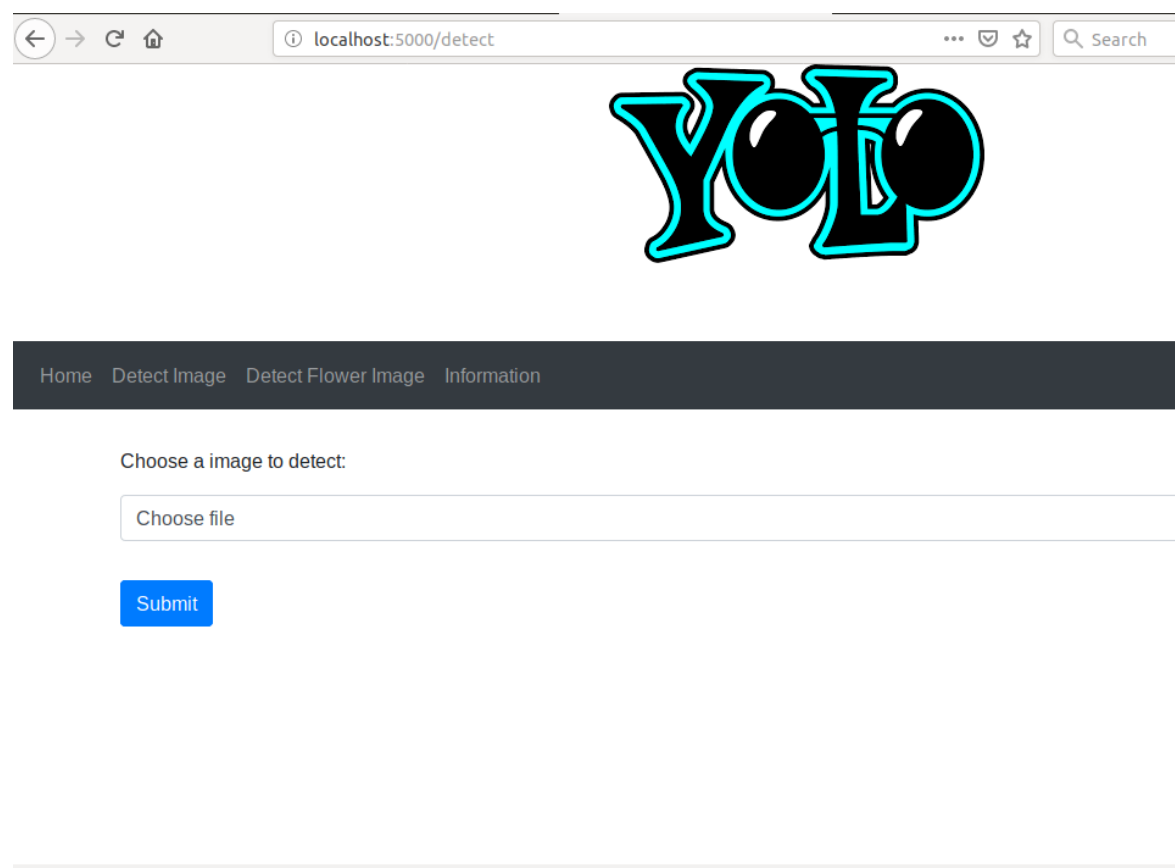 localhost:5000/detect
Search
YOLO
Home Detect Image Detect Flower Image Information
Choose a image to detect:
Choose file
Submit